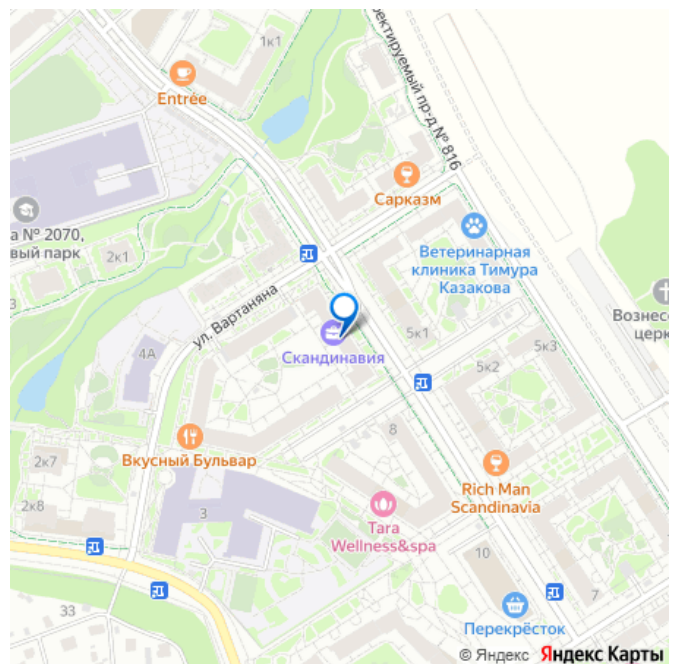 1к1
Entrée
ектируемый пр-д № 816
Сарказм
а № 2070,
вый парк
2к1
3
Ветеринарная
клиника Тимура
Казакова
ул. Вартаняна
Вознесе
церк
Скандинавия
4А
5к1
5к2
5к3
8
Вкусный Бульвар
2к7
2к8
3
Rich Man
Scandinavia
Tara
Wellness&spa
10
7
33
Перекрёсток
© Яндекс Яндекс Карты